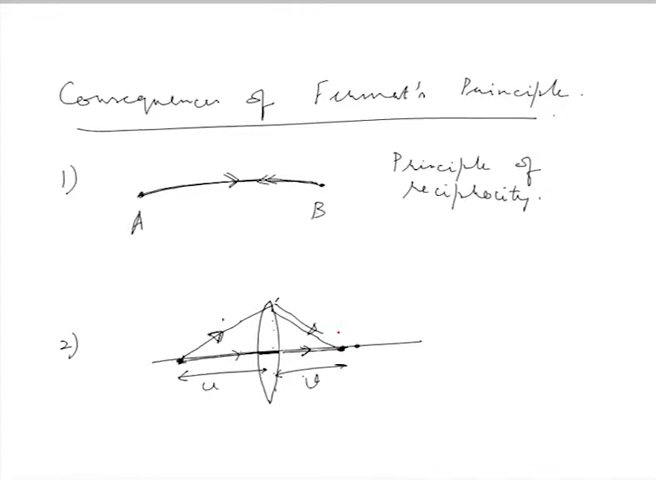 Consequences of Fermat's Principle.
1)
Principle of
reciprocity.
A
B
2)
u
v